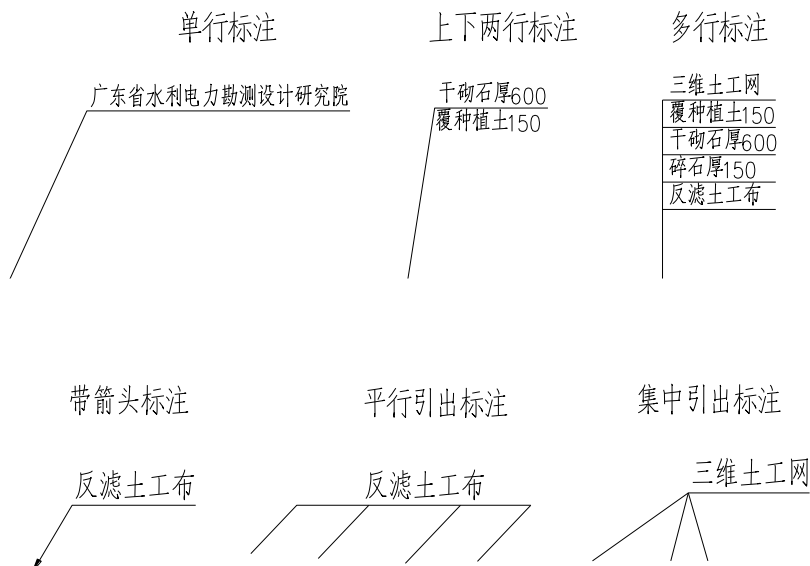 单行标注
上下两行标注
多行标注
广东省水利电力勘测设计研究院
干砌石厚600
覆种植土150
三维土工网
覆种植土150
干砌石厚600
碎石厚150
反滤土工布
带箭头标注
平行引出标注
集中引出标注
反滤土工布
反滤土工布
三维土工网